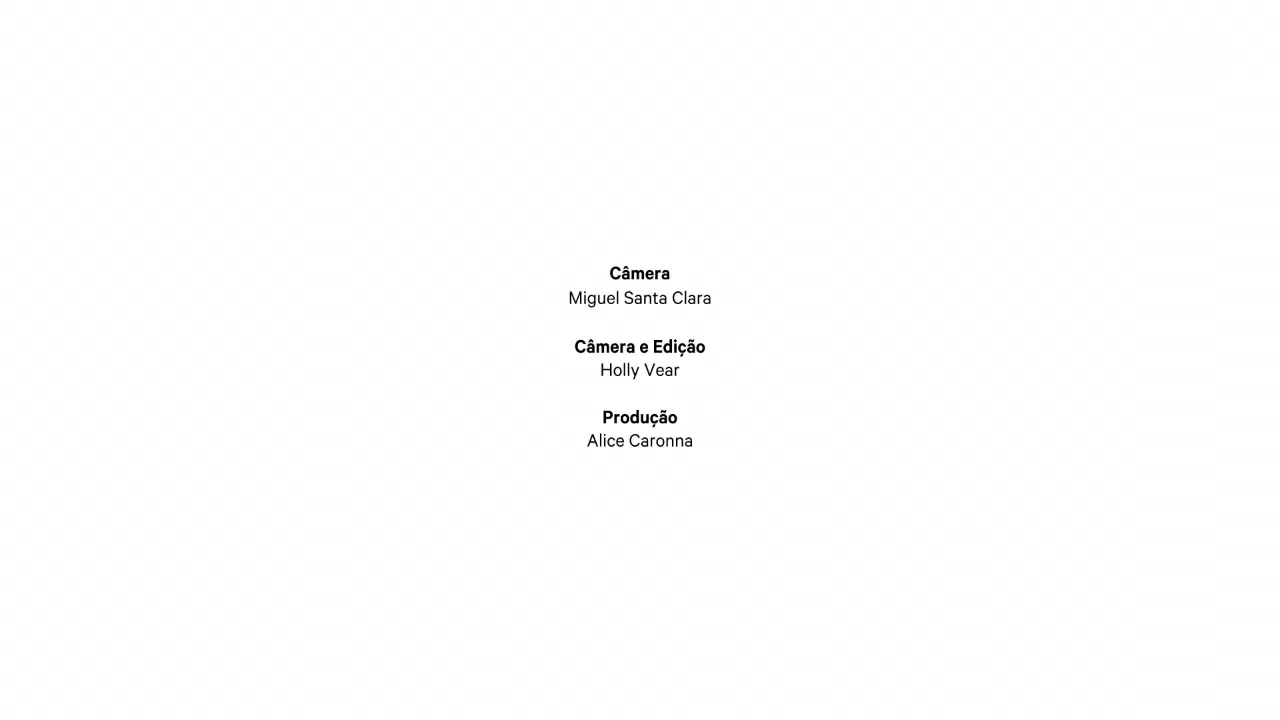 Câmera
Miguel Santa Clara
Câmera e Edição
Holly Vear
Produção
Alice Caronna